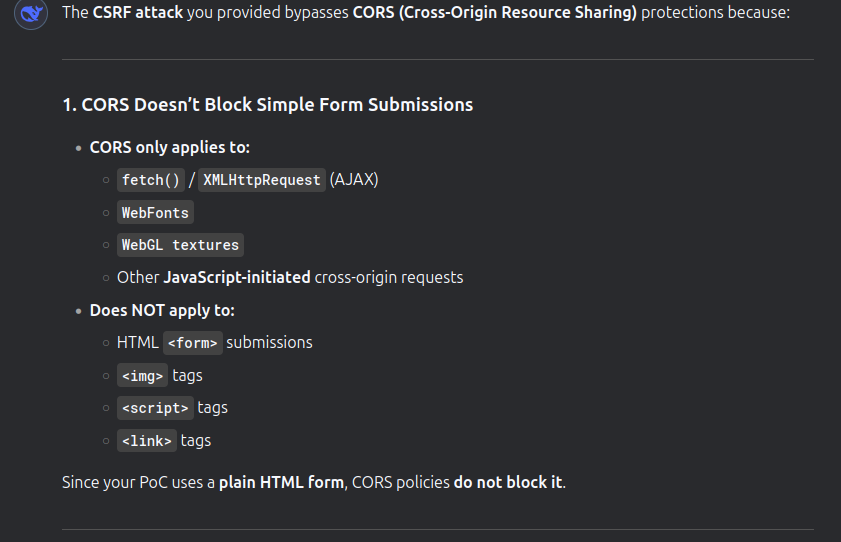 The CSRF attack you provided bypasses CORS (Cross-Origin Resource Sharing) protections because:
1. CORS Doesn’t Block Simple Form Submissions
• CORS only applies to:
◦ fetch() / XMLHttpRequest (AJAX)
◦ WebFonts
◦ WebGL textures
◦ Other JavaScript-initiated cross-origin requests
• Does NOT apply to:
◦ HTML <form> submissions
◦ <img> tags
◦ <script> tags
◦ <link> tags
Since your PoC uses a plain HTML form, CORS policies do not block it.